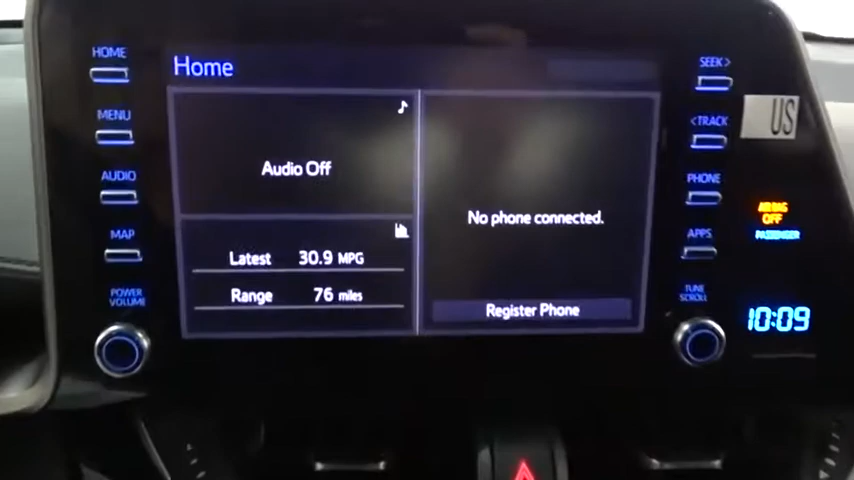 HOME
MENU
AUDIO
MAP
POWER
VOLUME
Home
Audio Off
Latest 30.9 MPG
Range 76 miles
No phone connected.
Register Phone
SEEK>
<TRACK
PHONE
APPS
TUNE
SCROLL
US
AIRBAG
OFF
PASSENGER
10:09